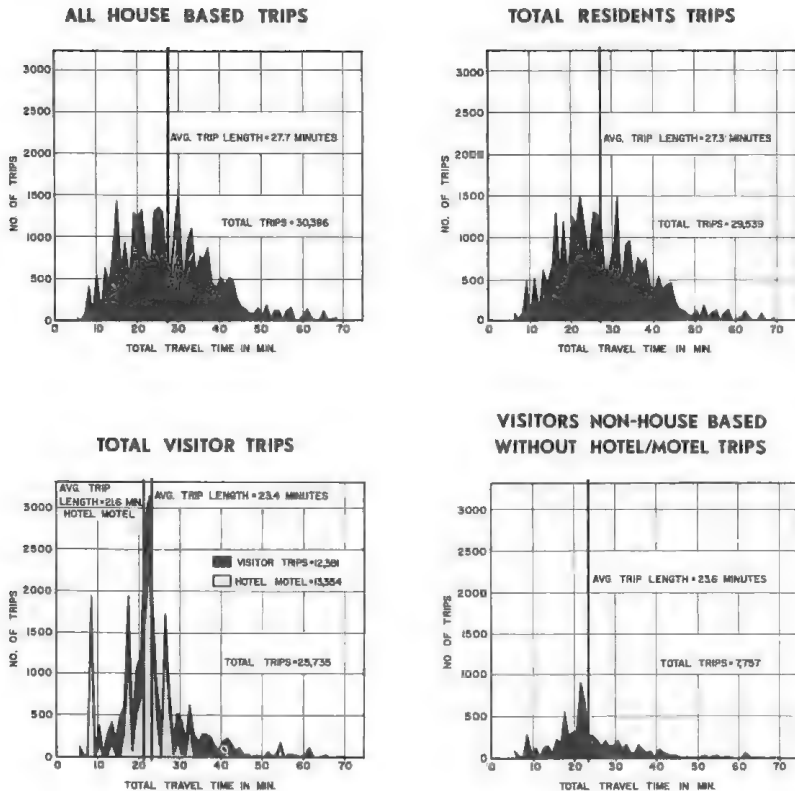 ALL HOUSE BASED TRIPS
3000
2500
2000
1500
1000
500
0
NO. OF TRIPS
AVG. TRIP LENGTH=27.7 MINUTES
TOTAL TRIPS=30,386
0 10 20 30 40 50 60 70
TOTAL TRAVEL TIME IN MIN.
TOTAL RESIDENTS TRIPS
3000
2500
2000
1500
1000
500
0
NO. OF TRIPS
AVG. TRIP LENGTH=27.3 MINUTES
TOTAL TRIPS=29,539
0 10 20 30 40 50 60 70
TOTAL TRAVEL TIME IN MIN.
TOTAL VISITOR TRIPS
3000
2500
2000
1500
1000
500
0
NO. OF TRIPS
AVG. TRIP
LENGTH=21.6 MIN.
HOTEL MOTEL
AVG. TRIP LENGTH=23.4 MINUTES
VISITOR TRIPS=12,381
HOTEL MOTEL=13,354
TOTAL TRIPS=25,735
0 10 20 30 40 50 60 70
TOTAL TRAVEL TIME IN MIN.
VISITORS NON-HOUSE BASED
WITHOUT HOTEL/MOTEL TRIPS
3000
2500
2000
1500
1000
500
0
NO. OF TRIPS
AVG. TRIP LENGTH=23.6 MINUTES
TOTAL TRIPS=7,757
0 10 20 30 40 50 60 70
TOTAL TRAVEL TIME IN MIN.